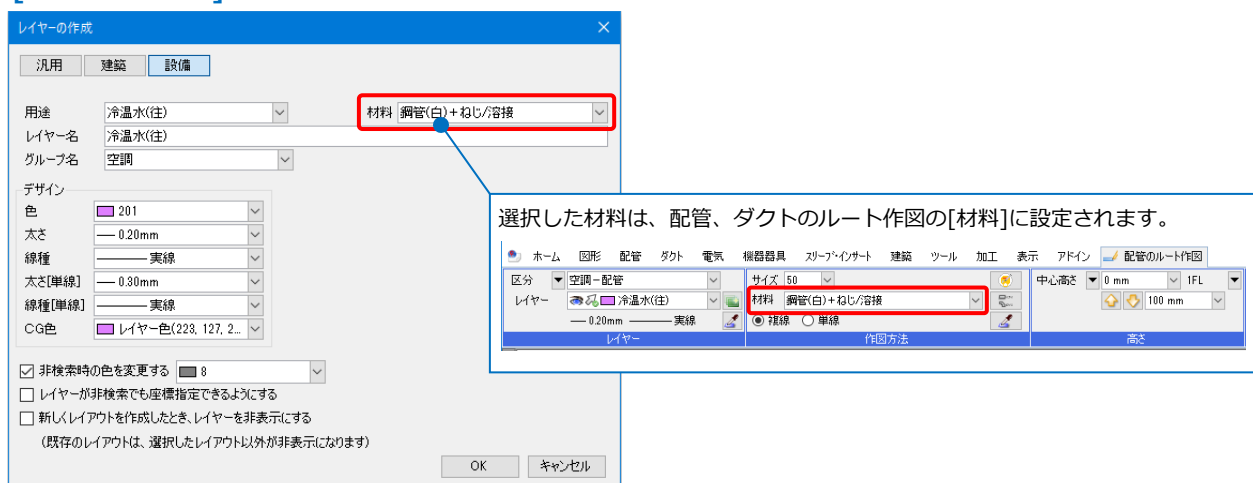 レイヤーの作成
汎用 建築 設備
用途 冷温水(往) 材料 鋼管(白)+ねじ/溶接
レイヤー名 冷温水(往)
グループ名 空調
デザイン
色 201
太さ 0.20mm
線種 実線
太さ[単線] 0.30mm
線種[単線] 実線
CG色 レイヤー色(223, 127, 2...
非検索時の色を変更する 8
レイヤーが非検索でも座標指定できるようにする
新しくレイアウトを作成したとき、レイヤーを非表示にする
(既存のレイアウトは、選択したレイアウト以外が非表示になります)
OK キャンセル
選択した材料は、配管、ダクトのルート作図の[材料]に設定されます。
ホーム 図形 配管 ダクト 電気 機器器具 スリーブ・インサート 建築 ツール 加工 表示 アドイン 配管のルート作図
区分 空調-配管 サイズ 50 中心高さ 0 mm 1FL
レイヤー 冷温水(往) 材料 鋼管(白)+ねじ/溶接 100 mm
0.20mm 実線 複線 単線
レイヤー 作図方法 高さ